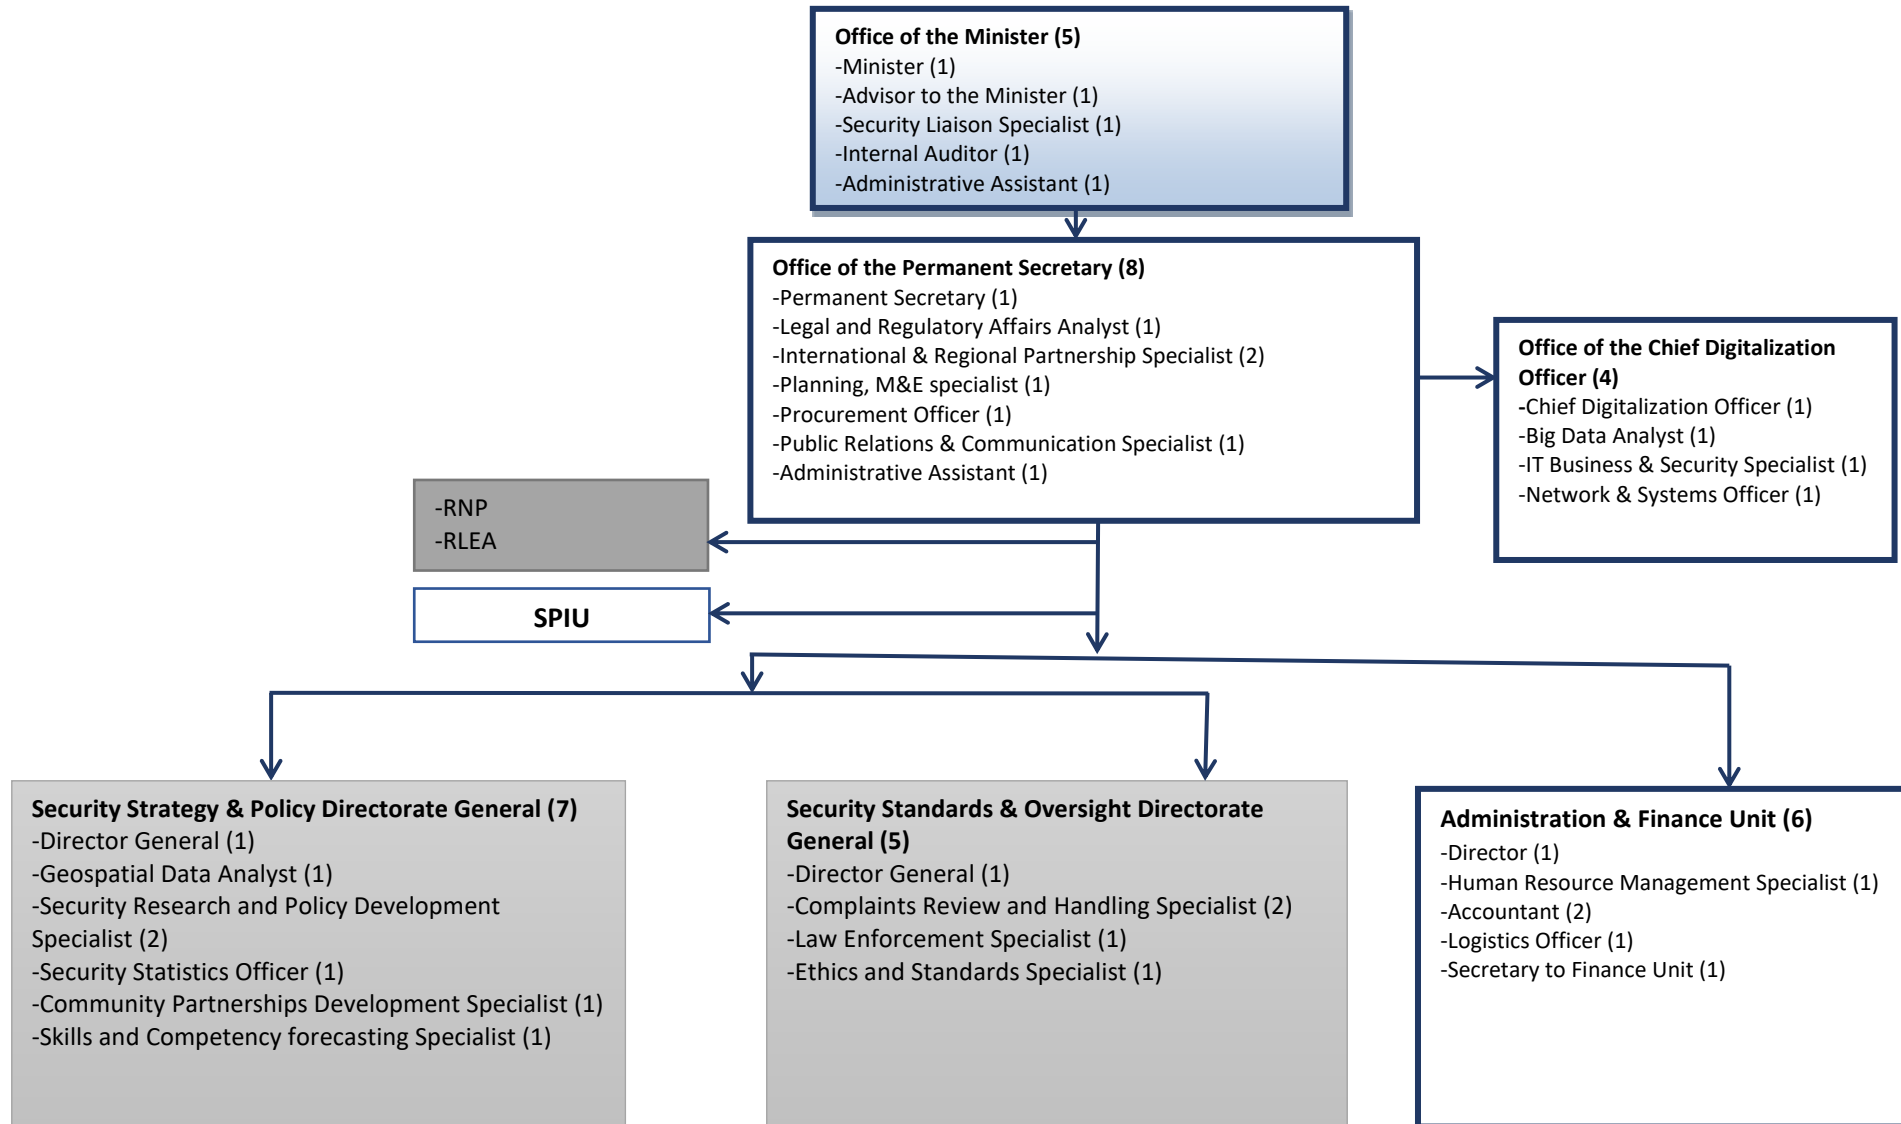 Office of the Minister (5)
-Minister (1)
-Advisor to the Minister (1)
-Security Liaison Specialist (1)
-Internal Auditor (1)
-Administrative Assistant (1)
Office of the Permanent Secretary (8)
-Permanent Secretary (1)
-Legal and Regulatory Affairs Analyst (1)
-International & Regional Partnership Specialist (2)
-Planning, M&E specialist (1)
-Procurement Officer (1)
-Public Relations & Communication Specialist (1)
-Administrative Assistant (1)
Office of the Chief Digitalization
Officer (4)
-Chief Digitalization Officer (1)
-Big Data Analyst (1)
-IT Business & Security Specialist (1)
-Network & Systems Officer (1)
-RNP
-RLEA
SPIU
Security Strategy & Policy Directorate General (7)
-Director General (1)
-Geospatial Data Analyst (1)
-Security Research and Policy Development
Specialist (2)
-Security Statistics Officer (1)
-Community Partnerships Development Specialist (1)
-Skills and Competency forecasting Specialist (1)
Security Standards & Oversight Directorate
General (5)
-Director General (1)
-Complaints Review and Handling Specialist (2)
-Law Enforcement Specialist (1)
-Ethics and Standards Specialist (1)
Administration & Finance Unit (6)
-Director (1)
-Human Resource Management Specialist (1)
-Accountant (2)
-Logistics Officer (1)
-Secretary to Finance Unit (1)